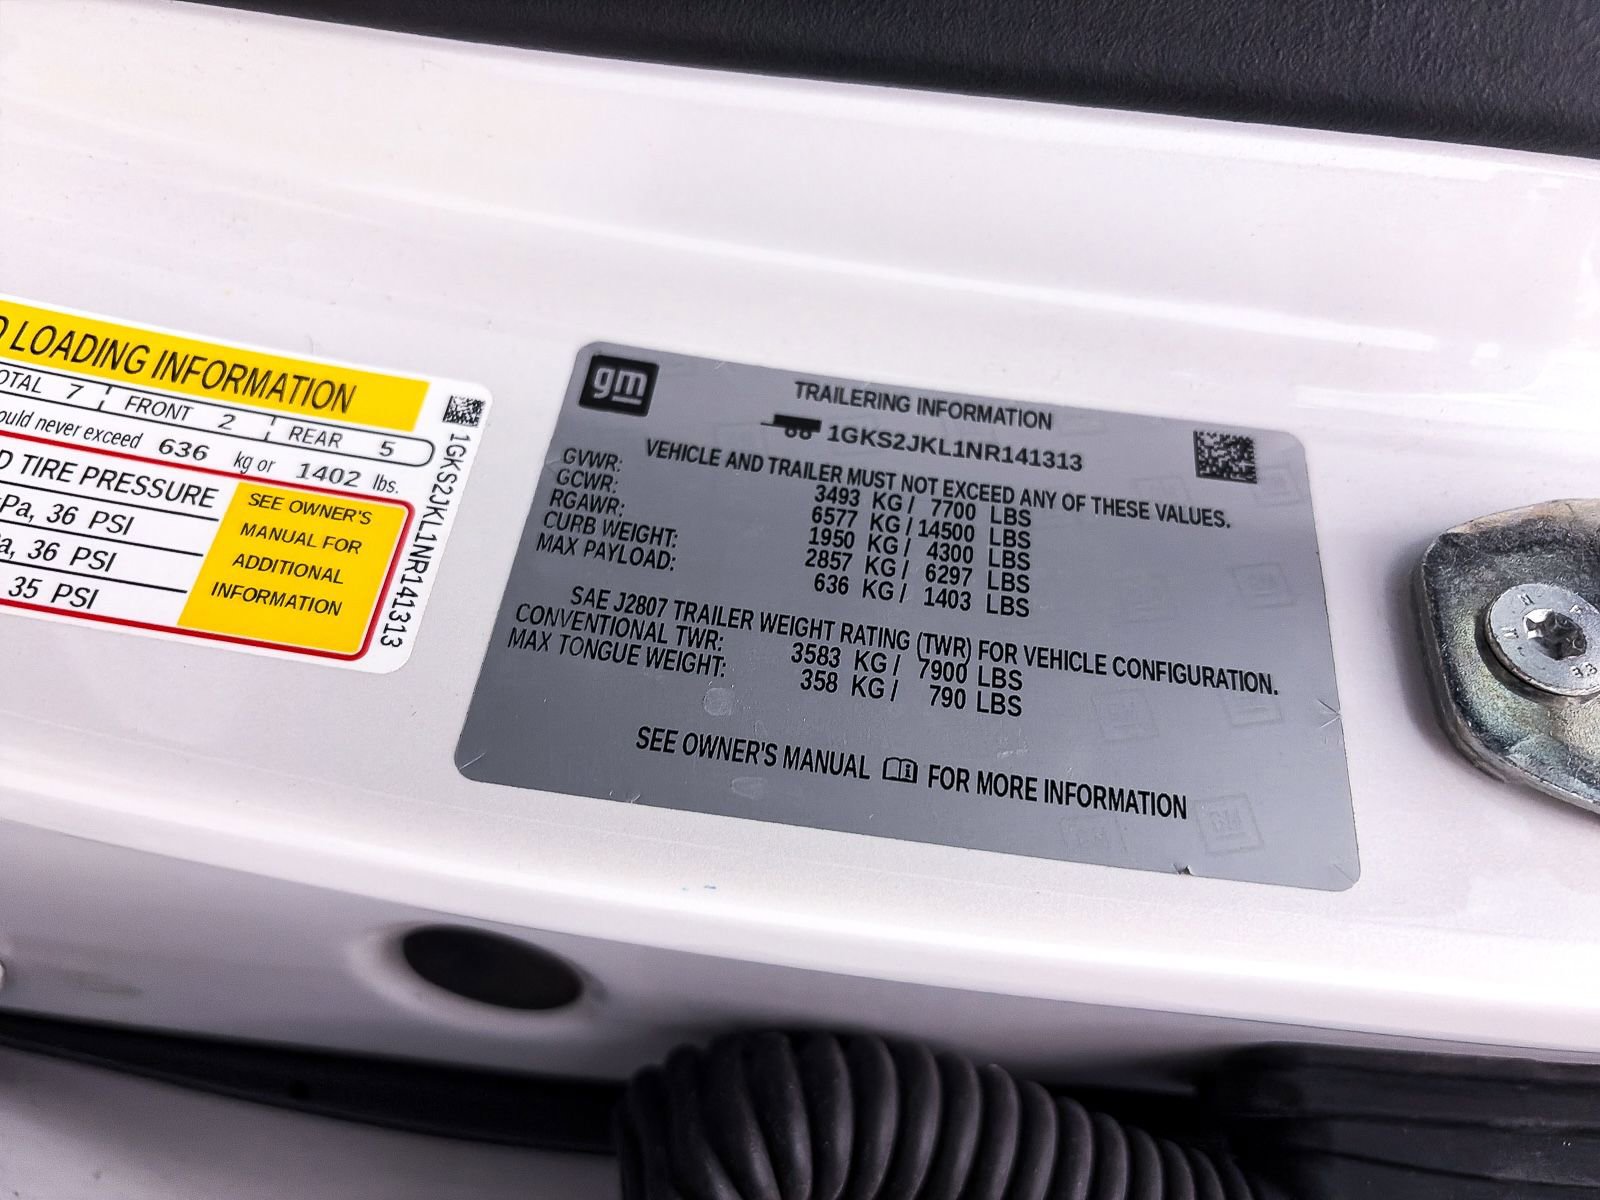 LOADING INFORMATION
TOTAL 7 FRONT 2 REAR 5
never exceed 636 kg or 1402 lbs.
TIRE PRESSURE
36 PSI
36 PSI
35 PSI
SEE OWNER'S
MANUAL FOR
ADDITIONAL
INFORMATION
1GKS2JKL1NR141313
gm
TRAILERING INFORMATION
1GKS2JKL1NR141313
VEHICLE AND TRAILER MUST NOT EXCEED ANY OF THESE VALUES.
GVWR: 3493 KG / 7700 LBS
GCWR: 6577 KG / 14500 LBS
RGAWR: 1950 KG / 4300 LBS
CURB WEIGHT: 2857 KG / 6297 LBS
MAX PAYLOAD: 636 KG / 1403 LBS
SAE J2807 TRAILER WEIGHT RATING (TWR) FOR VEHICLE CONFIGURATION.
CONVENTIONAL TWR: 3583 KG / 7900 LBS
MAX TONGUE WEIGHT: 358 KG / 790 LBS
SEE OWNER'S MANUAL FOR MORE INFORMATION